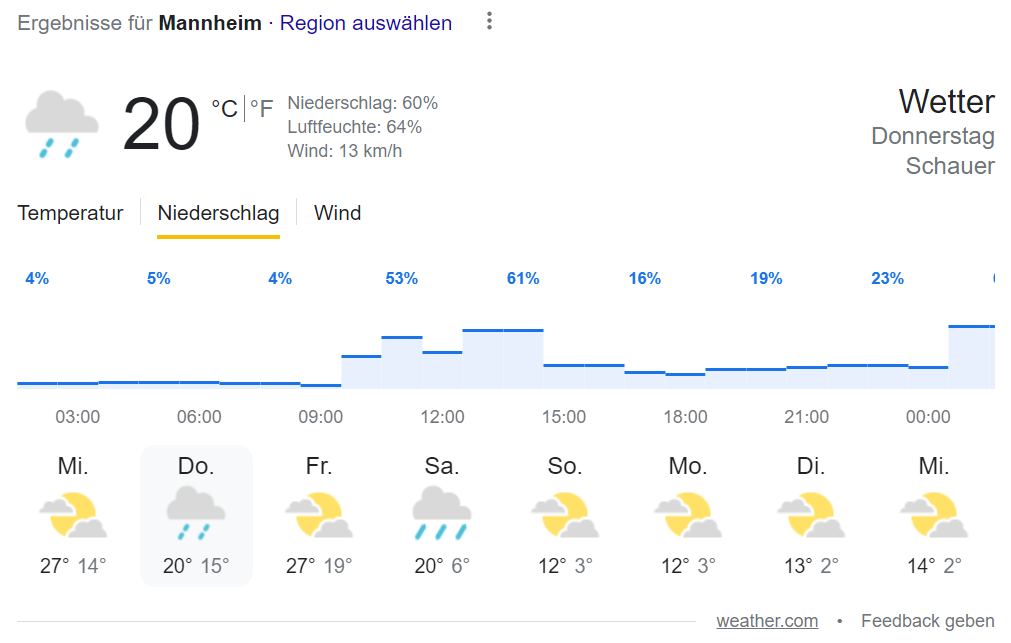 Ergebnisse für Mannheim · Region auswählen
20 °C °F
Niederschlag: 60%
Luftfeuchte: 64%
Wind: 13 km/h
Wetter
Donnerstag
Schauer
Temperatur Niederschlag Wind
4% 5% 4% 53% 61% 16% 19% 23%
03:00 06:00 09:00 12:00 15:00 18:00 21:00 00:00
Mi. Do. Fr. Sa. So. Mo. Di. Mi.
27° 14° 20° 15° 27° 19° 20° 6° 12° 3° 12° 3° 13° 2° 14° 2°
weather.com • Feedback geben